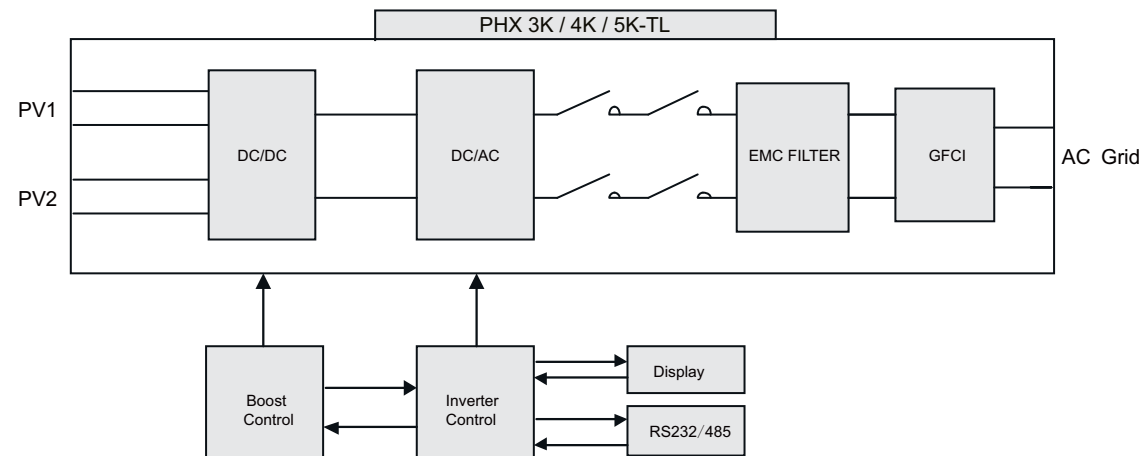 PHX 3K / 4K / 5K-TL
PV1
PV2
DC/DC
DC/AC
EMC FILTER
GFCI
AC Grid
Boost
Control
Inverter
Control
Display
RS232/485